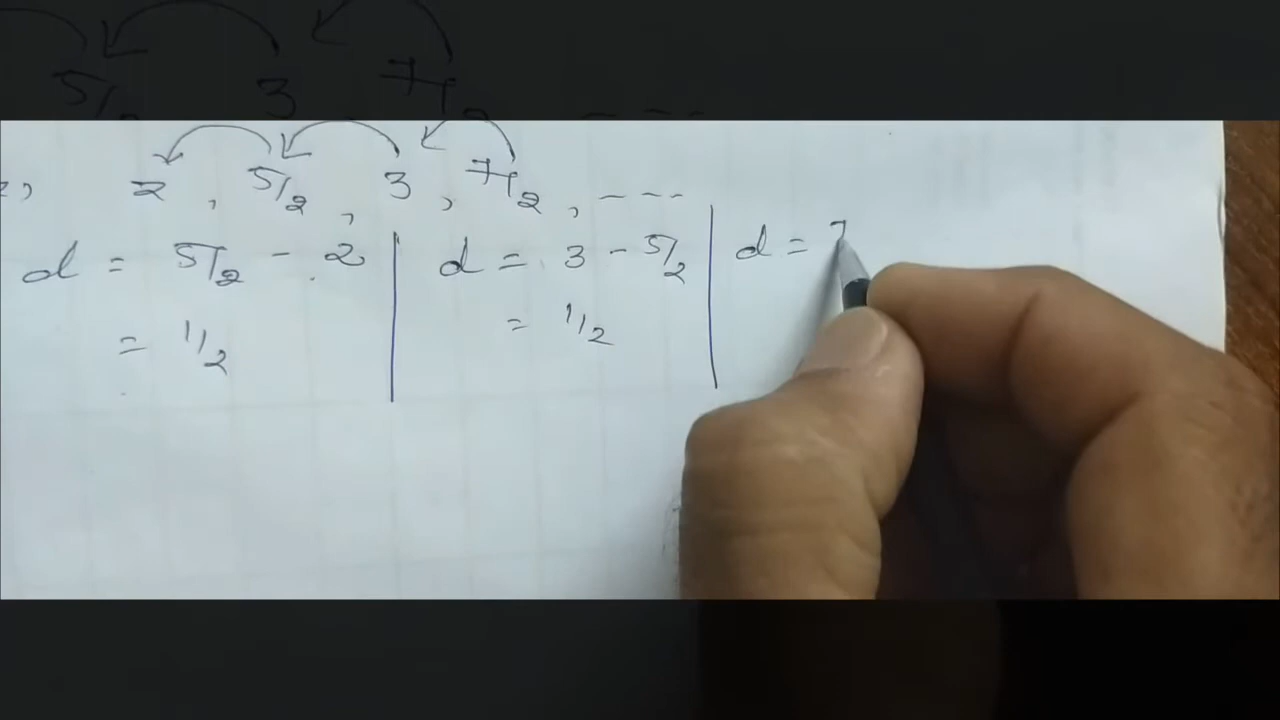 2, 5/2, 3, 7/2, ---
d = 5/2 - 2 | d = 3 - 5/2 | d = 7
= 1/2 | = 1/2